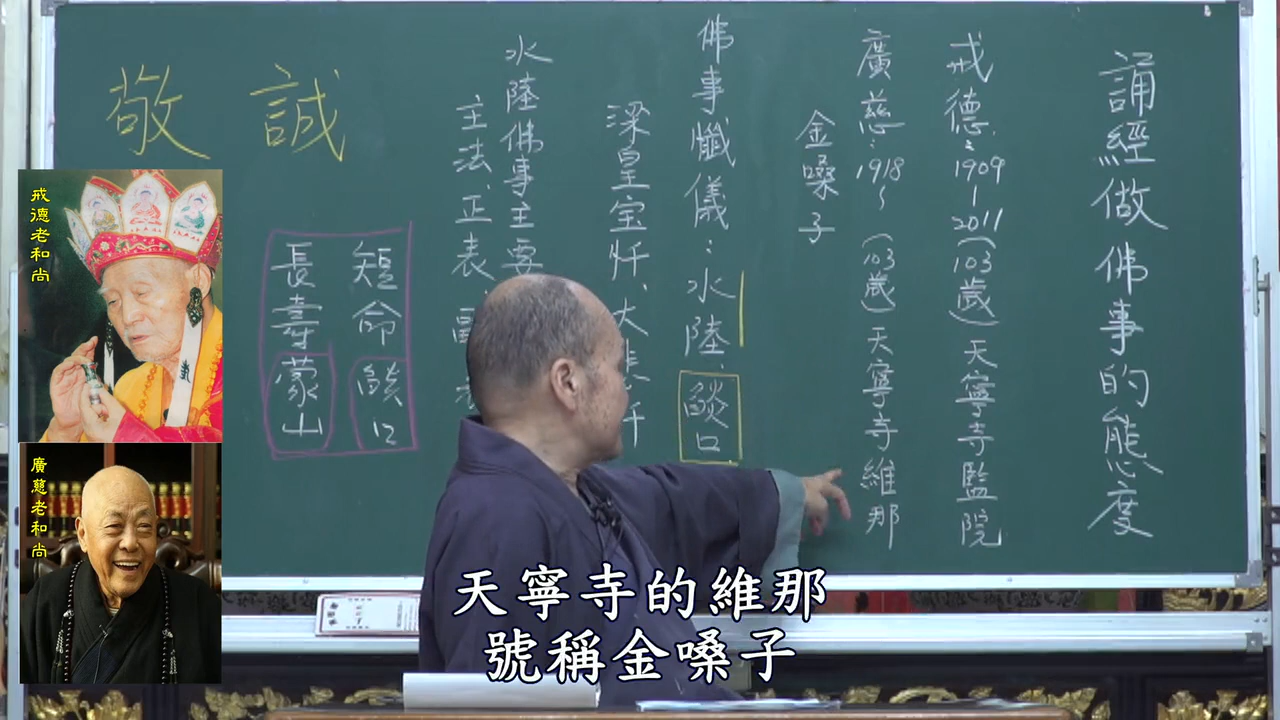 誦經做佛事的態度
戒德:1909-2011(103歲)天寧寺監院
廣慈:1918~(103歲)天寧寺維那
金嗓子
佛事懺儀:水陸、燄口
梁皇宝忏、大悲忏
水陸佛事主要
主法、正表、副表
敬誠
短命燄口
長壽蒙山
戒德老和尚
廣慈老和尚
天寧寺的維那
號稱金嗓子